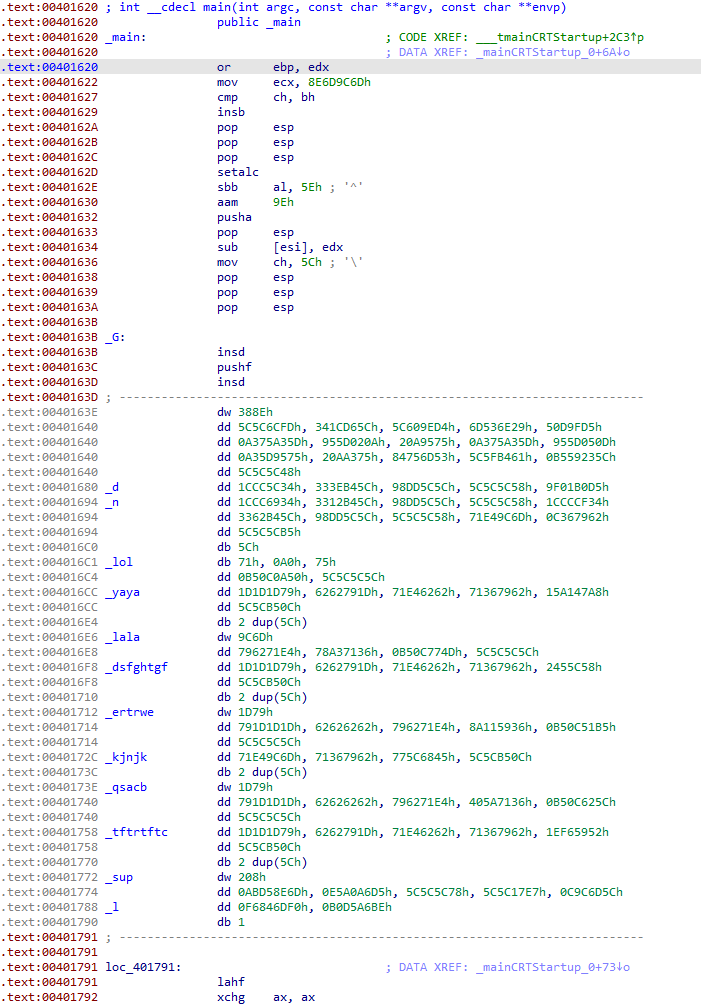 .text:00401620 ; int __cdecl main(int argc, const char **argv, const char **envp)
.text:00401620 public _main
.text:00401620 _main: ; CODE XREF: ___tmainCRTStartup+2C3↑p
.text:00401620 ; DATA XREF: _mainCRTStartup_0+6A↓o
.text:00401620 or ebp, edx
.text:00401622 mov ecx, 8E6D9C6Dh
.text:00401627 cmp ch, bh
.text:00401629 insb
.text:0040162A pop esp
.text:0040162B pop esp
.text:0040162C pop esp
.text:0040162D setalc
.text:0040162E sbb al, 5Eh ; '^'
.text:00401630 aam 9Eh
.text:00401632 pusha
.text:00401633 pop esp
.text:00401634 sub [esi], edx
.text:00401636 mov ch, 5Ch ; '\'
.text:00401638 pop esp
.text:00401639 pop esp
.text:0040163A pop esp
.text:0040163B
.text:0040163B _G:
.text:0040163B insd
.text:0040163C pushf
.text:0040163D insd
.text:0040163D ; ---------------------------------------------------------------------------
.text:0040163E dw 388Eh
.text:00401640 dd 5C5C6CFDh, 341CD65Ch, 5C609ED4h, 6D536E29h, 50D9FD5h
.text:00401640 dd 0A375A35Dh, 955D020Ah, 20A9575h, 0A375A35Dh, 955D050Dh
.text:00401640 dd 0A35D9575h, 20AA375h, 84756D53h, 5C5FB461h, 0B559235Ch
.text:00401640 dd 5C5C5C48h
.text:00401680 _d dd 1CCC5C34h, 333EB45Ch, 98DD5C5Ch, 5C5C5C58h, 9F01B0D5h
.text:00401694 _n dd 1CCC6934h, 3312B45Ch, 98DD5C5Ch, 5C5C5C58h, 1CCCCF34h
.text:00401694 dd 3362B45Ch, 98DD5C5Ch, 5C5C5C58h, 71E49C6Dh, 0C367962h
.text:00401694 dd 5C5C5CB5h
.text:004016C0 db 5Ch
.text:004016C1 _lol db 71h, 0A0h, 75h
.text:004016C4 dd 0B50C0A50h, 5C5C5C5Ch
.text:004016CC _yaya dd 1D1D1D79h, 6262791Dh, 71E46262h, 71367962h, 15A147A8h
.text:004016CC dd 5C5CB50Ch
.text:004016E4 db 2 dup(5Ch)
.text:004016E6 _lala dw 9C6Dh
.text:004016E8 dd 796271E4h, 78A37136h, 0B50C774Dh, 5C5C5C5Ch
.text:004016F8 _dsfghtgf dd 1D1D1D79h, 6262791Dh, 71E46262h, 71367962h, 2455C58h
.text:004016F8 dd 5C5CB50Ch
.text:00401710 db 2 dup(5Ch)
.text:00401712 _ertrwe dw 1D79h
.text:00401714 dd 791D1D1Dh, 62626262h, 796271E4h, 8A115936h, 0B50C51B5h
.text:00401714 dd 5C5C5C5Ch
.text:0040172C _kjnjk dd 71E49C6Dh, 71367962h, 775C6845h, 5C5CB50Ch
.text:0040173C db 2 dup(5Ch)
.text:0040173E _qsacb dw 1D79h
.text:00401740 dd 791D1D1Dh, 62626262h, 796271E4h, 405A7136h, 0B50C625Ch
.text:00401740 dd 5C5C5C5Ch
.text:00401758 _tftrtftc dd 1D1D1D79h, 6262791Dh, 71E46262h, 71367962h, 1EF65952h
.text:00401758 dd 5C5CB50Ch
.text:00401770 db 2 dup(5Ch)
.text:00401772 _sup dw 208h
.text:00401774 dd 0ABD58E6Dh, 0E5A0A6D5h, 5C5C5C78h, 5C5C17E7h, 0C9C6D5Ch
.text:00401788 _l dd 0F6846DF0h, 0B0D5A6BEh
.text:00401790 db 1
.text:00401791 ; ---------------------------------------------------------------------------
.text:00401791
.text:00401791 loc_401791: ; DATA XREF: _mainCRTStartup_0+73↓o
.text:00401791 lahf
.text:00401792 xchg ax, ax